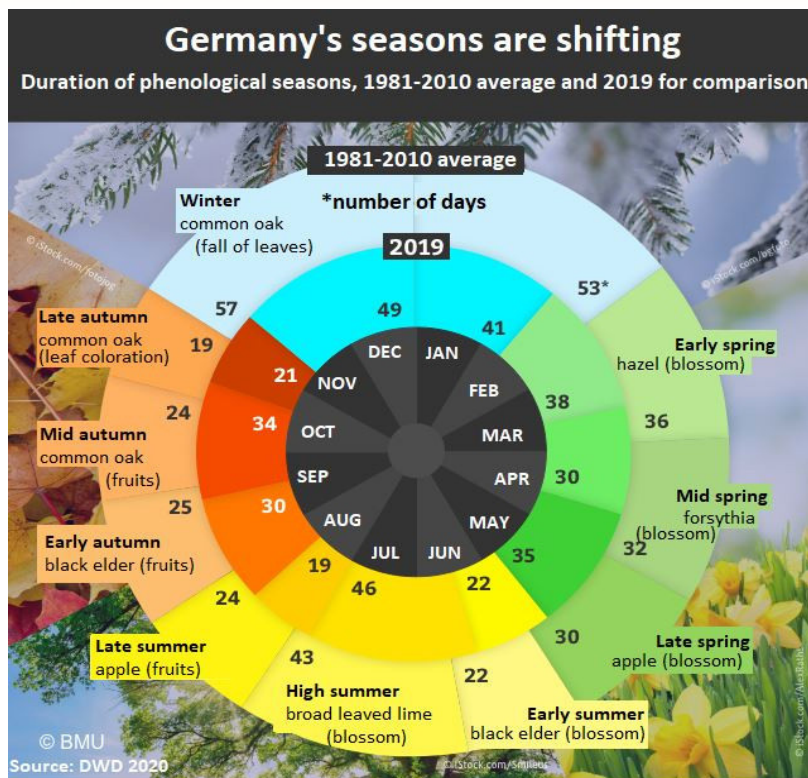 Germany's seasons are shifting
Duration of phenological seasons, 1981-2010 average and 2019 for comparison
1981-2010 average
*number of days
2019
Winter
common oak
(fall of leaves)
57
53*
49
41
Early spring
hazel (blossom)
36
38
Mid spring
forsythia
(blossom)
32
30
Late spring
apple (blossom)
30
35
Early summer
black elder (blossom)
22
22
High summer
broad leaved lime
(blossom)
43
46
Late summer
apple (fruits)
24
19
Early autumn
black elder (fruits)
25
30
Mid autumn
common oak
(fruits)
24
34
Late autumn
common oak
(leaf coloration)
19
21
JAN
FEB
MAR
APR
MAY
JUN
JUL
AUG
SEP
OCT
NOV
DEC
© iStock.com/fotojog
© BMU
Source: DWD 2020